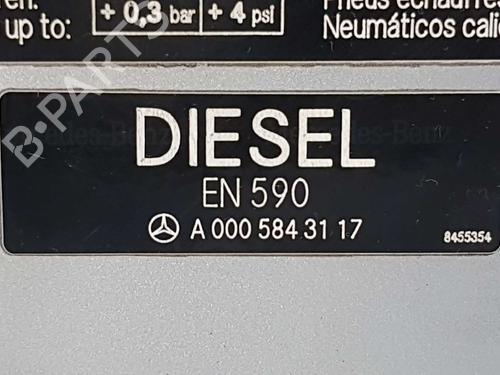 up to: + 0,3 bar + 4 psi
Neumáticos cali
DIESEL
EN 590
A 000 584 31 17
8455354
B-PARTS